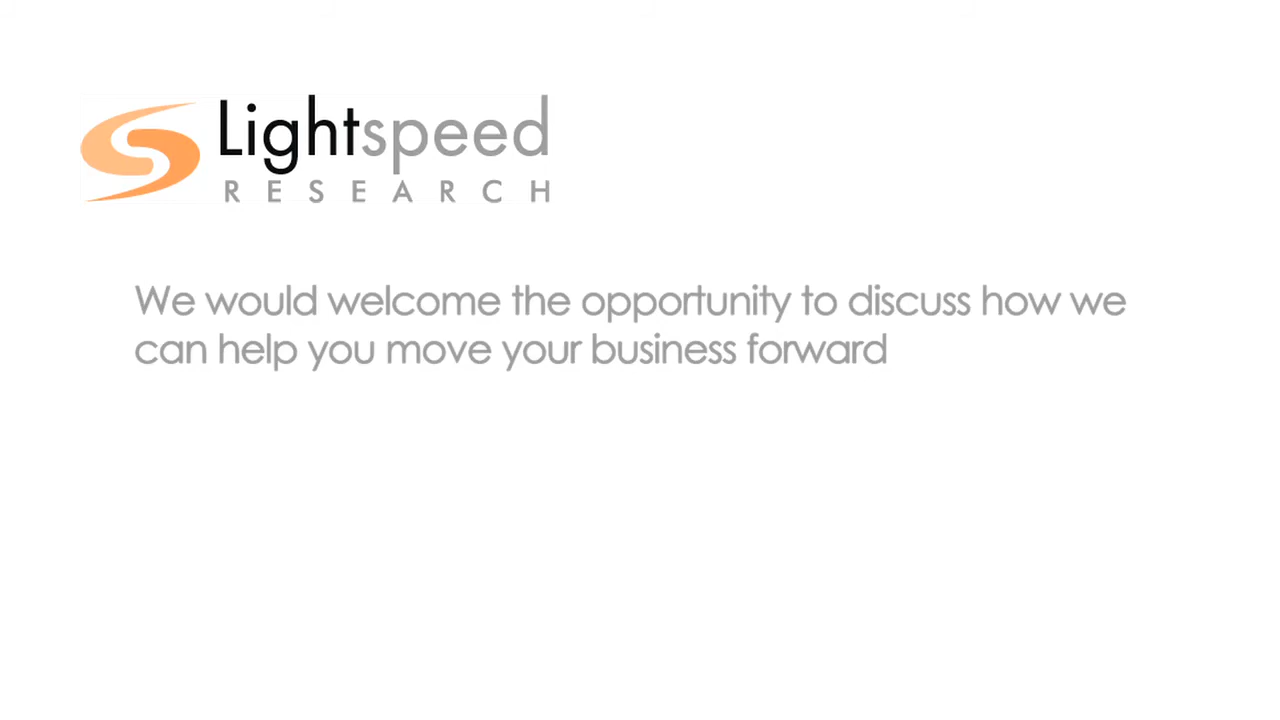 Lightspeed
RESEARCH
We would welcome the opportunity to discuss how we
can help you move your business forward